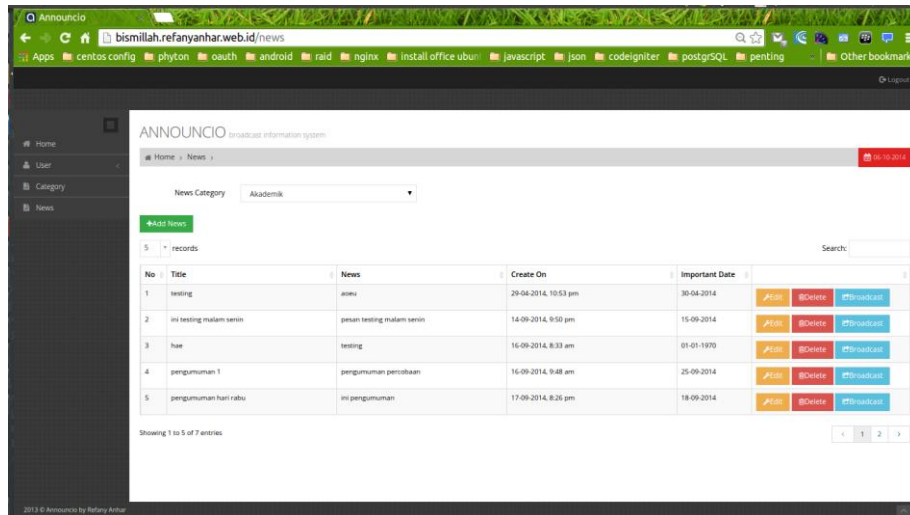 Announcio
bismillah.refanyanhar.web.id/news
Apps centos config phyton oauth android raid nginx install office ubun javascript json codeigniter postgrSQL penting Other bookmark
Logout
ANNOUNCIO broadcast information system
Home
Home > News >
06-10-2014
User
Category
News Category Akademik
News
+Add News
5 records
Search:
No Title News Create On Important Date
1 testing aoeu 29-04-2014, 10:53 pm 30-04-2014 Edit Delete Broadcast
2 ini testing malam senin pesan testing malam senin 14-09-2014, 9:50 pm 15-09-2014 Edit Delete Broadcast
3 hae testing 16-09-2014, 8:33 am 01-01-1970 Edit Delete Broadcast
4 pengumuman 1 pengumuman percobaan 16-09-2014, 9:48 am 25-09-2014 Edit Delete Broadcast
5 pengumuman hari rabu ini pengumuman 17-09-2014, 8:26 pm 18-09-2014 Edit Delete Broadcast
Showing 1 to 5 of 7 entries
< 1 2 >
2013 © Announcio by Refany Anhar